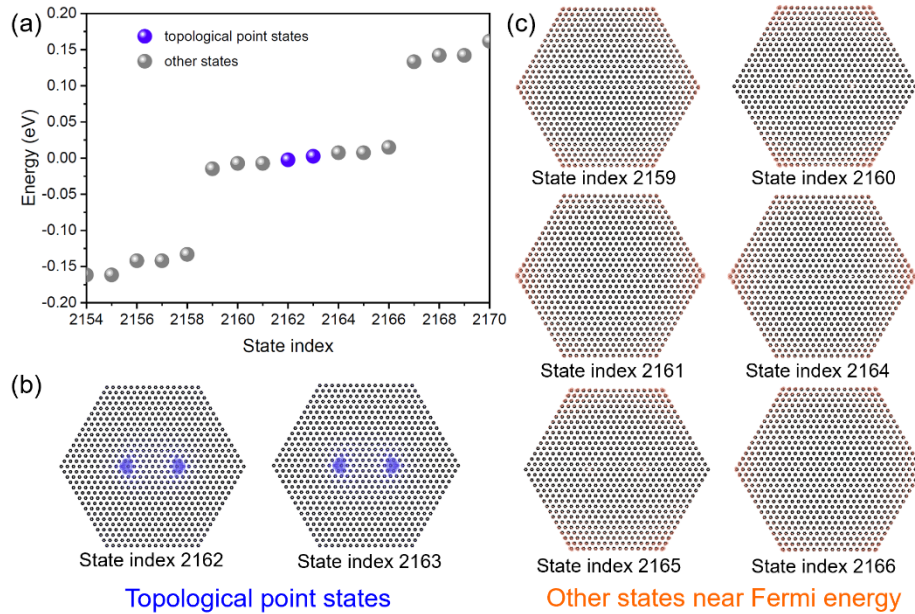 (a)
topological point states
other states
Energy (eV)
0.15
0.10
0.05
0.00
-0.05
-0.10
-0.15
-0.20
2154 2156 2158 2160 2162 2164 2166 2168 2170
State index
(b)
State index 2162
State index 2163
Topological point states
(c)
State index 2159
State index 2160
State index 2161
State index 2164
State index 2165
State index 2166
Other states near Fermi energy